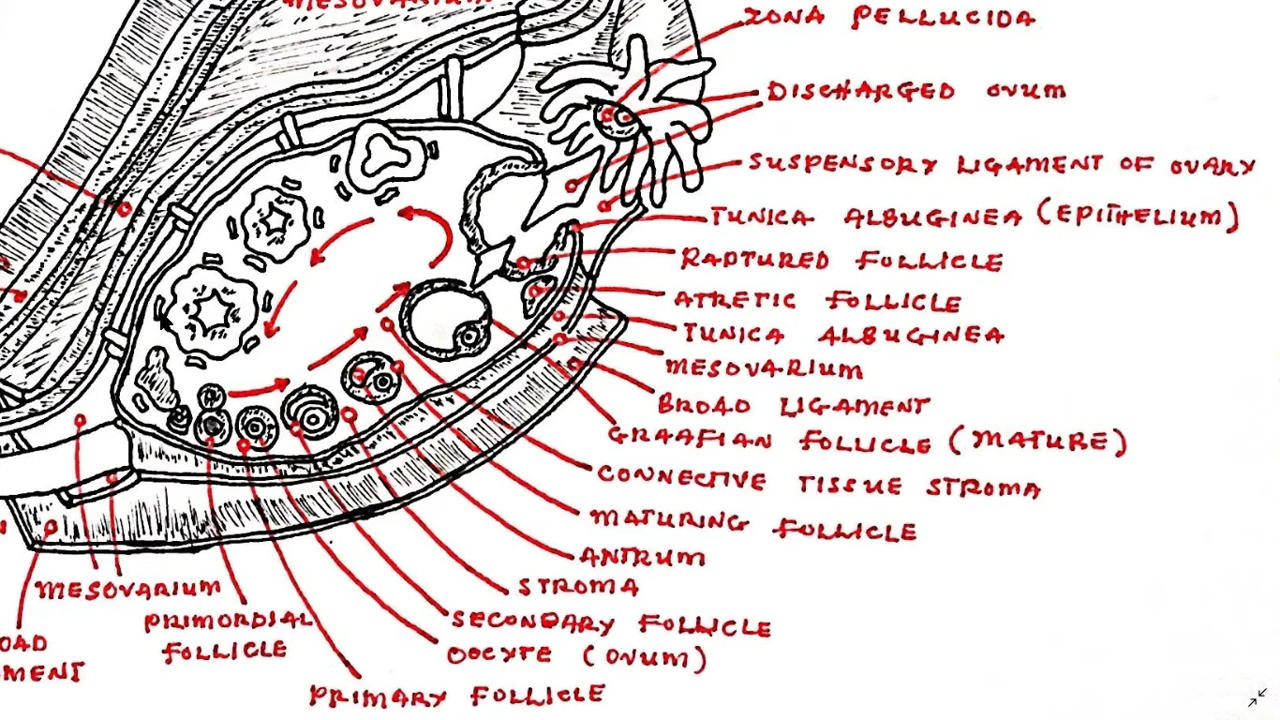 MESOVARIUM
ZONA PELLUCIDA
DISCHARGED OVUM
SUSPENSORY LIGAMENT OF OVARY
TUNICA ALBUGINEA (EPITHELIUM)
RAPTURED FOLLICLE
ATRETIC FOLLICLE
TUNICA ALBUGINEA
MESOVARIUM
BROAD LIGAMENT
GRAAFIAN FOLLICLE (MATURE)
CONNECTIVE TISSUE STROMA
MATURING FOLLICLE
ANTRUM
STROMA
SECONDARY FOLLICLE
OOCYTE (OVUM)
PRIMARY FOLLICLE
MESOVARIUM
PRIMORDIAL
FOLLICLE
OAD
MENT